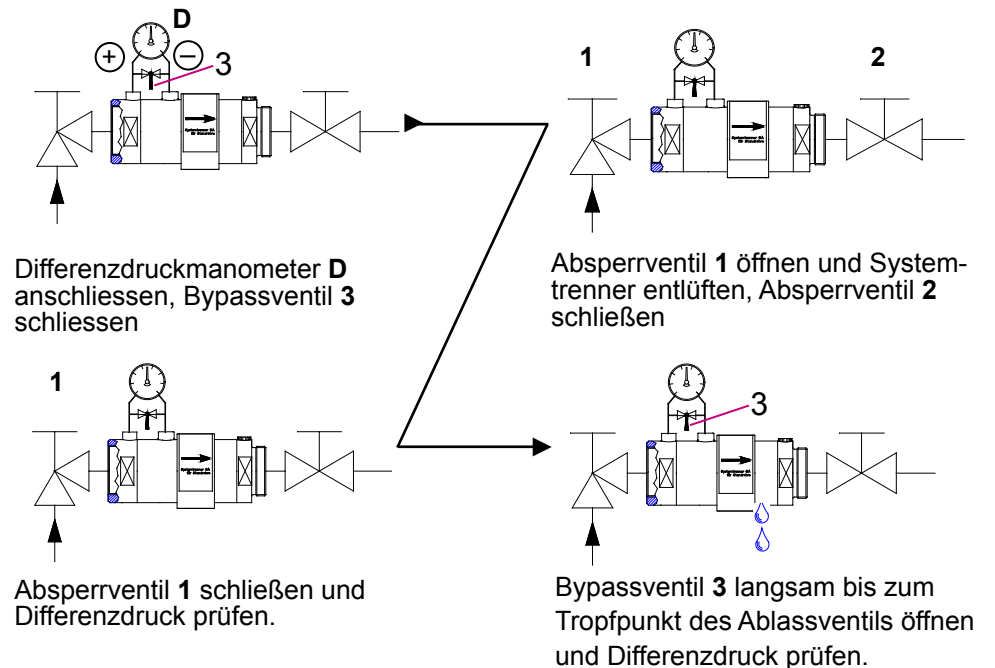 D
+
−
3
Differenzdruckmanometer D
anschliessen, Bypassventil 3
schliessen
1
2
Absperrventil 1 öffnen und System-
trenner entlüften, Absperrventil 2
schließen
1
Absperrventil 1 schließen und
Differenzdruck prüfen.
3
Bypassventil 3 langsam bis zum
Tropfpunkt des Ablassventils öffnen
und Differenzdruck prüfen.